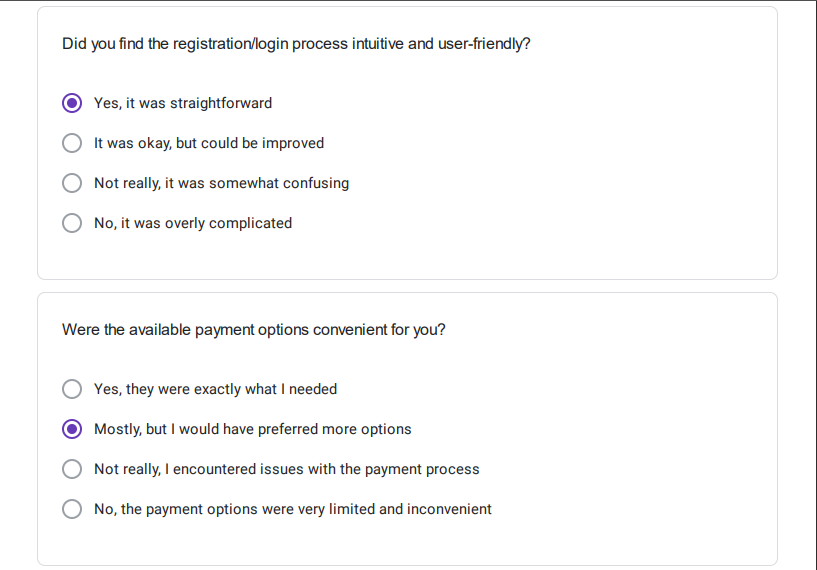 Did you find the registration/login process intuitive and user-friendly?
Yes, it was straightforward
It was okay, but could be improved
Not really, it was somewhat confusing
No, it was overly complicated
Were the available payment options convenient for you?
Yes, they were exactly what I needed
Mostly, but I would have preferred more options
Not really, I encountered issues with the payment process
No, the payment options were very limited and inconvenient